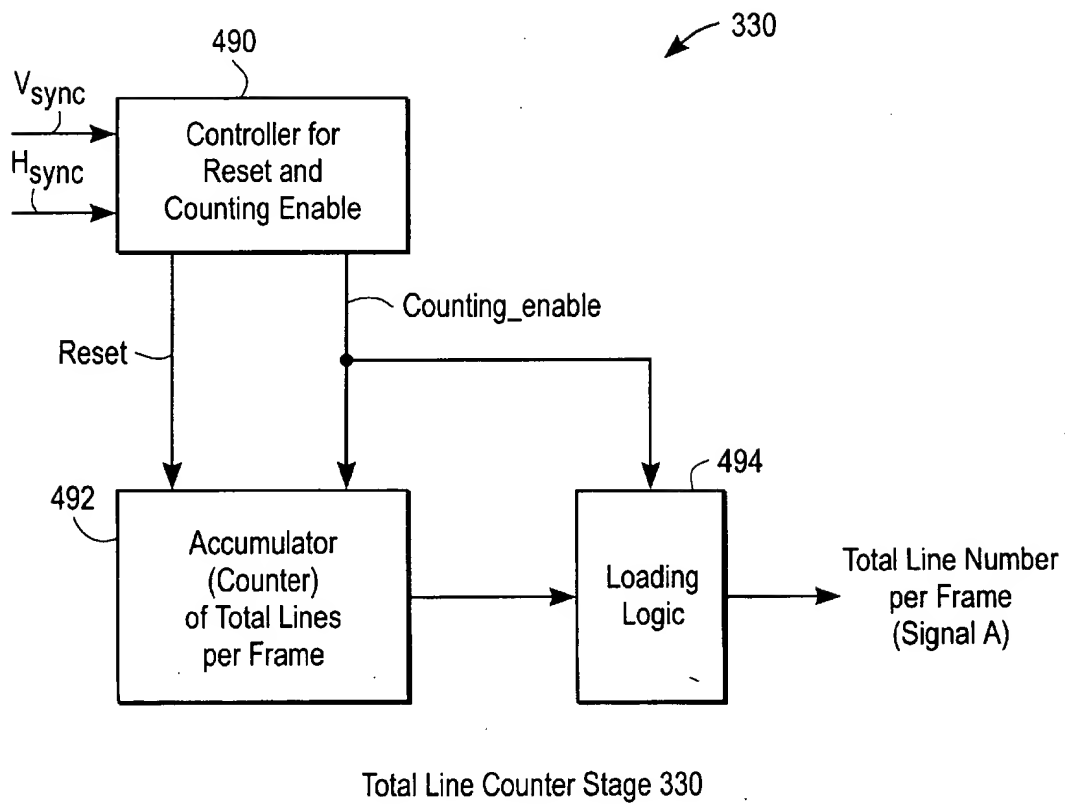 330
490
Vsync
Hsync
Controller for
Reset and
Counting Enable
Counting_enable
Reset
492
494
Accumulator
(Counter)
of Total Lines
per Frame
Loading
Logic
Total Line Number
per Frame
(Signal A)
Total Line Counter Stage 330